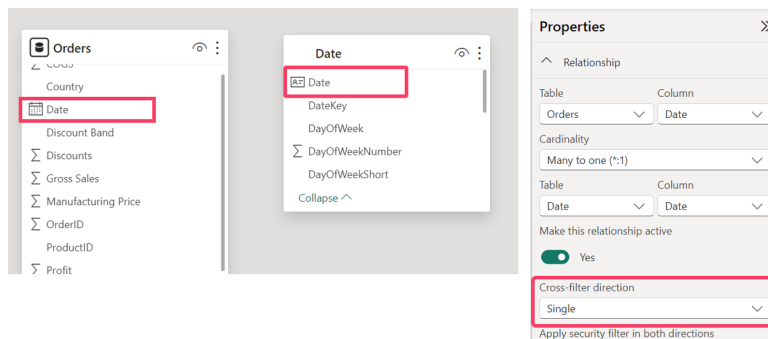 Orders
COGS
Country
Date
Discount Band
Discounts
Gross Sales
Manufacturing Price
OrderID
ProductID
Profit
Date
Date
DateKey
DayOfWeek
DayOfWeekNumber
DayOfWeekShort
Collapse
Properties
Relationship
Table Column
Orders Date
Cardinality
Many to one (*:1)
Table Column
Date Date
Make this relationship active
Yes
Cross-filter direction
Single
Apply security filter in both directions